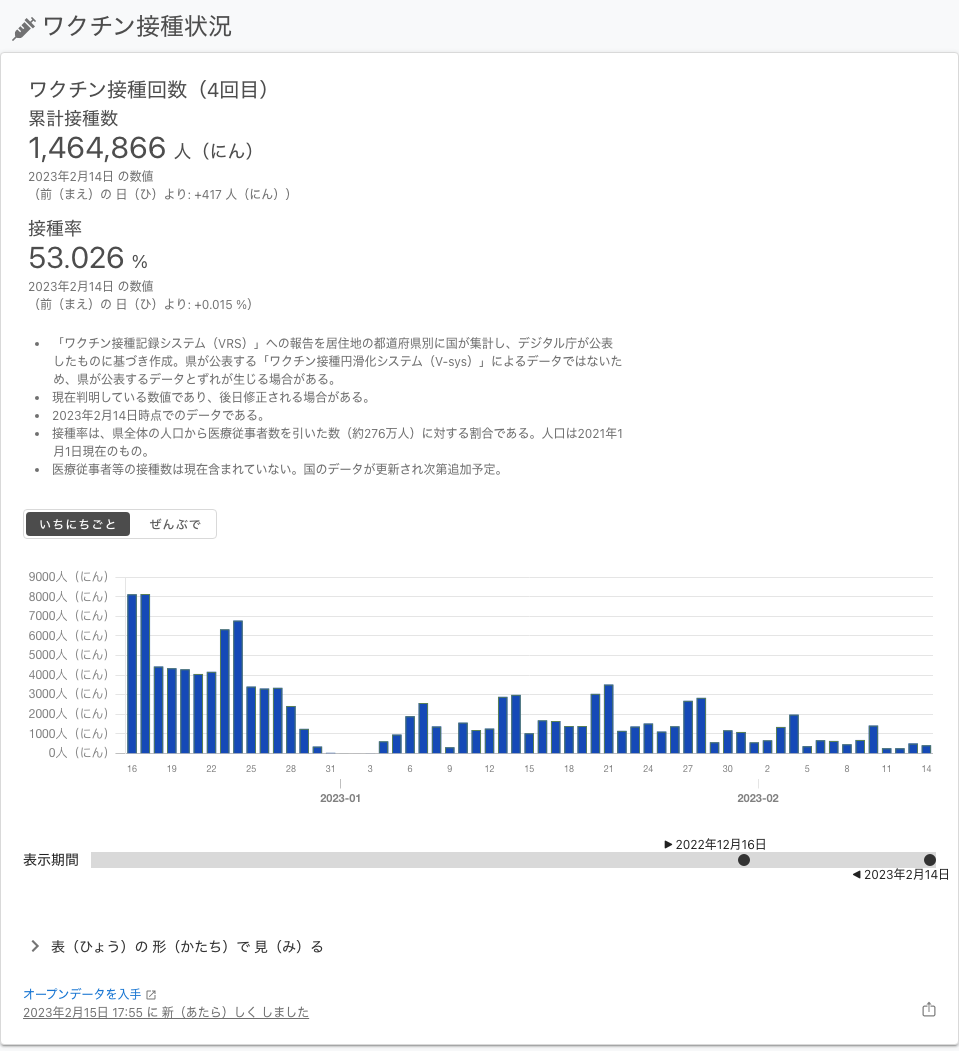 ワクチン接種状況
ワクチン接種回数（4回目）
累計接種数
1,464,866 人（にん）
2023年2月14日 の数値
（前（まえ）の 日（ひ）より: +417 人（にん））
接種率
53.026 %
2023年2月14日 の数値
（前（まえ）の 日（ひ）より: +0.015 %）
• 「ワクチン接種記録システム（VRS）」への報告を居住地の都道府県別に国が集計し、デジタル庁が公表
したものに基づき作成。県が公表する「ワクチン接種円滑化システム（V-sys）」によるデータではないた
め、県が公表するデータとずれが生じる場合がある。
• 現在判明している数値であり、後日修正される場合がある。
• 2023年2月14日時点でのデータである。
• 接種率は、県全体の人口から医療従事者数を引いた数（約276万人）に対する割合である。人口は2021年1
月1日現在のもの。
• 医療従事者等の接種数は現在含まれていない。国のデータが更新され次第追加予定。
いちにちごと ぜんぶで
9000人（にん）
8000人（にん）
7000人（にん）
6000人（にん）
5000人（にん）
4000人（にん）
3000人（にん）
2000人（にん）
1000人（にん）
0人（にん）
16 19 22 25 28 31 3 6 9 12 15 18 21 24 27 30 2 5 8 11 14
2023-01 2023-02
2022年12月16日
表示期間
2023年2月14日
表（ひょう）の 形（かたち）で 見（み）る
オープンデータを入手
2023年2月15日 17:55 に 新（あたら）しく しました